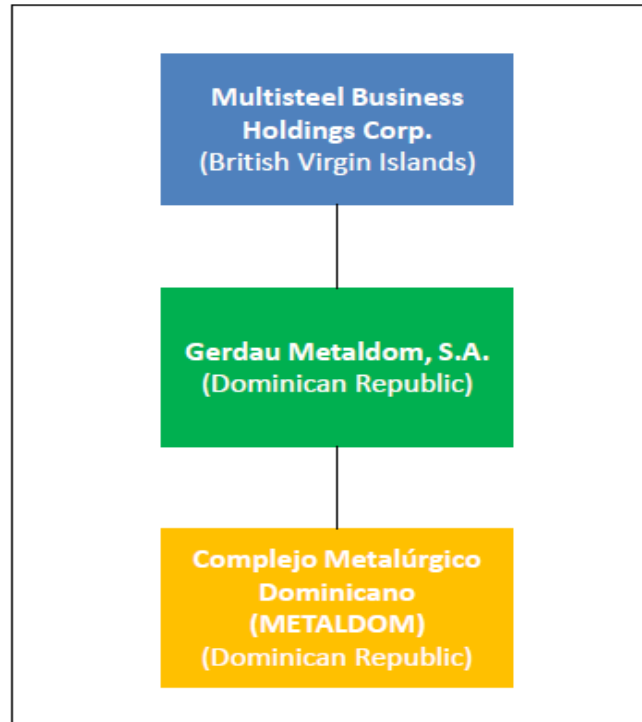 Multisteel Business
Holdings Corp.
(British Virgin Islands)
Gerdau Metaldom, S.A.
(Dominican Republic)
Complejo Metalúrgico
Dominicano
(METALDOM)
(Dominican Republic)